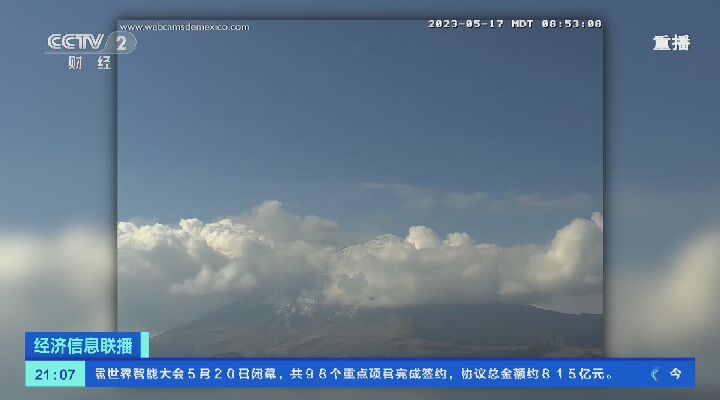 www.webcamsdemexico.com
2023-05-17 MDT 08:53:08
CCTV 2
财经
重播
经济信息联播
21:07
届世界智能大会5月20日闭幕，共98个重点项目完成签约，协议总金额约815亿元。
今